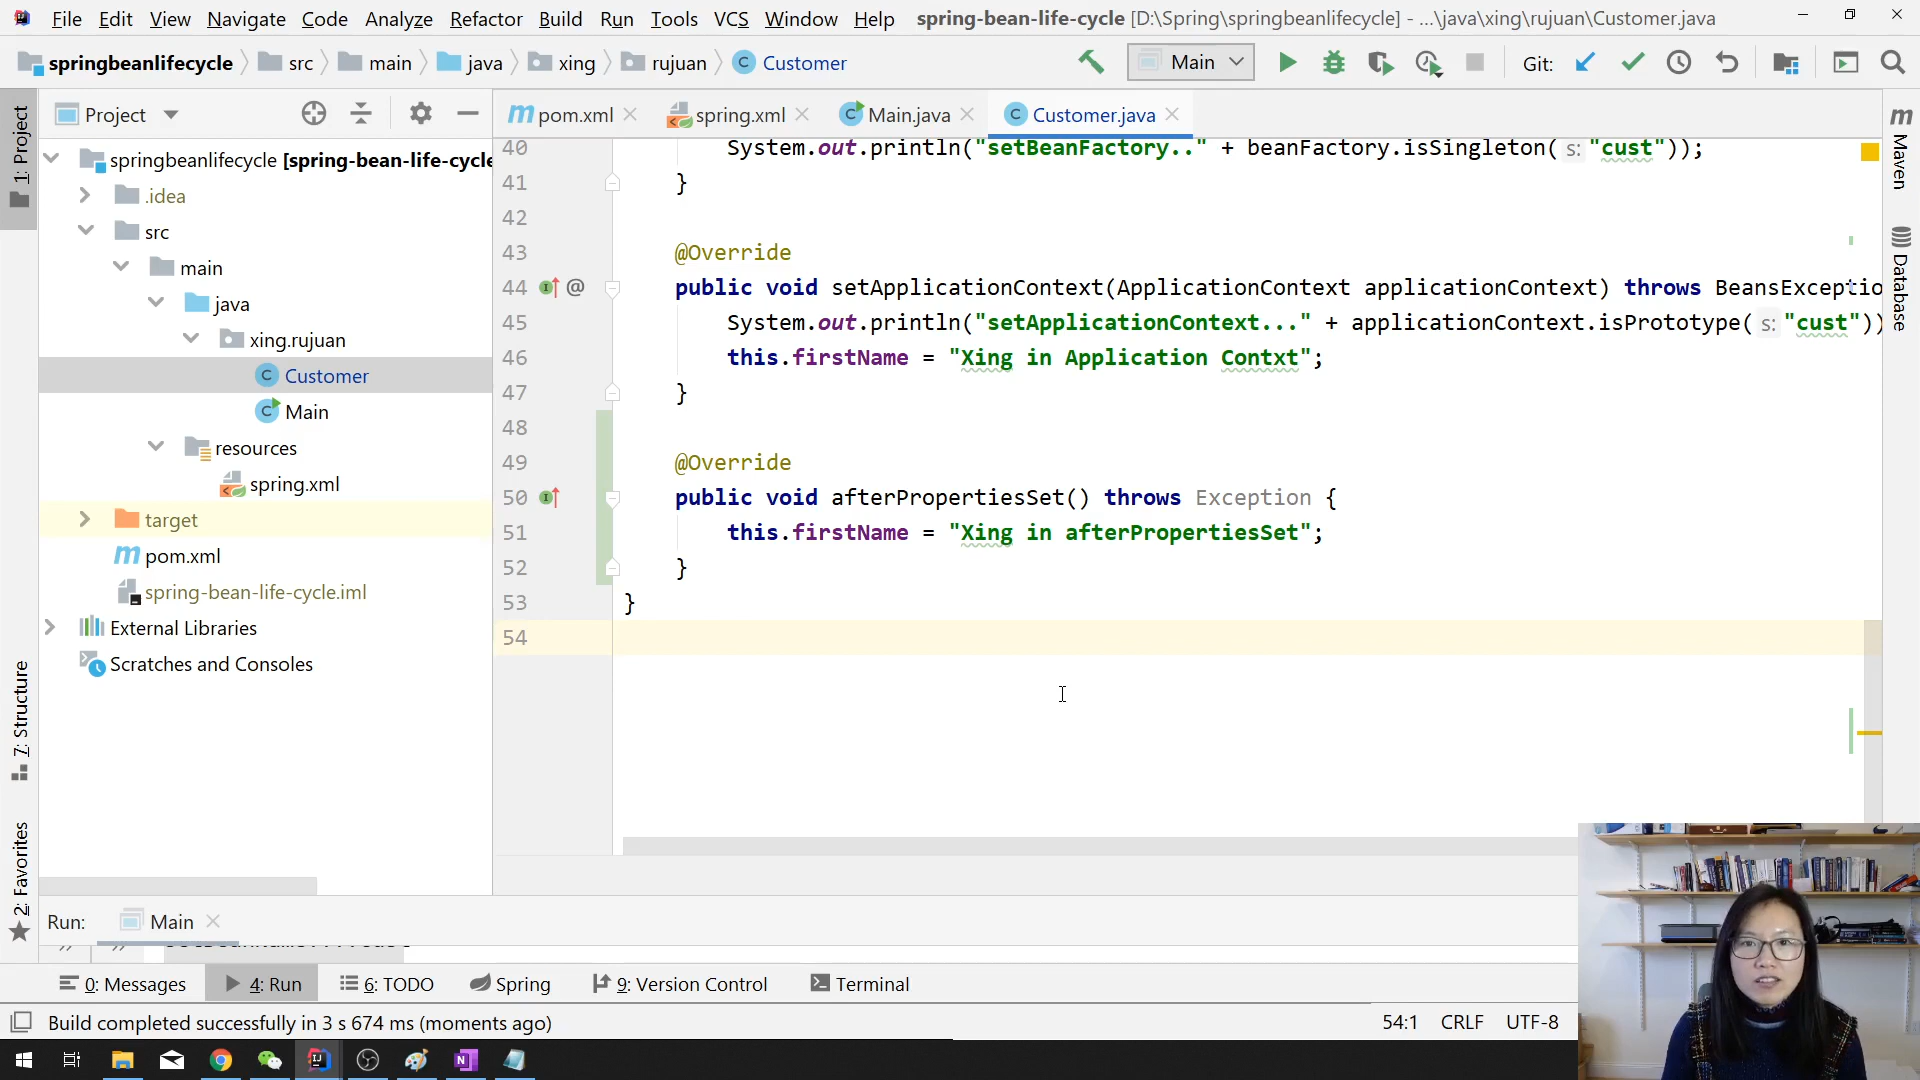 File Edit View Navigate Code Analyze Refactor Build Run Tools VCS Window Help spring-bean-life-cycle [D:\Spring\springbeanlifecycle] - ...\java\xing\rujuan\Customer.java
springbeanlifecycle src main java xing rujuan Customer Main Git:
1: Project
Project
pom.xml spring.xml Main.java Customer.java
springbeanlifecycle [spring-bean-life-cycle
.idea
src
main
java
xing.rujuan
Customer
Main
resources
spring.xml
target
pom.xml
spring-bean-life-cycle.iml
External Libraries
Scratches and Consoles
40 System.out.println("setBeanFactory.." + beanFactory.isSingleton( s: "cust"));
41 }
42
43 @Override
44 @ public void setApplicationContext(ApplicationContext applicationContext) throws BeansExceptio
45 System.out.println("setApplicationContext..." + applicationContext.isPrototype( s: "cust"))
46 this.firstName = "Xing in Application Contxt";
47 }
48
49 @Override
50 public void afterPropertiesSet() throws Exception {
51 this.firstName = "Xing in afterPropertiesSet";
52 }
53 }
54
Maven
Database
7: Structure
2: Favorites
Run: Main
0: Messages 4: Run 6: TODO Spring 9: Version Control Terminal
Build completed successfully in 3 s 674 ms (moments ago) 54:1 CRLF UTF-8